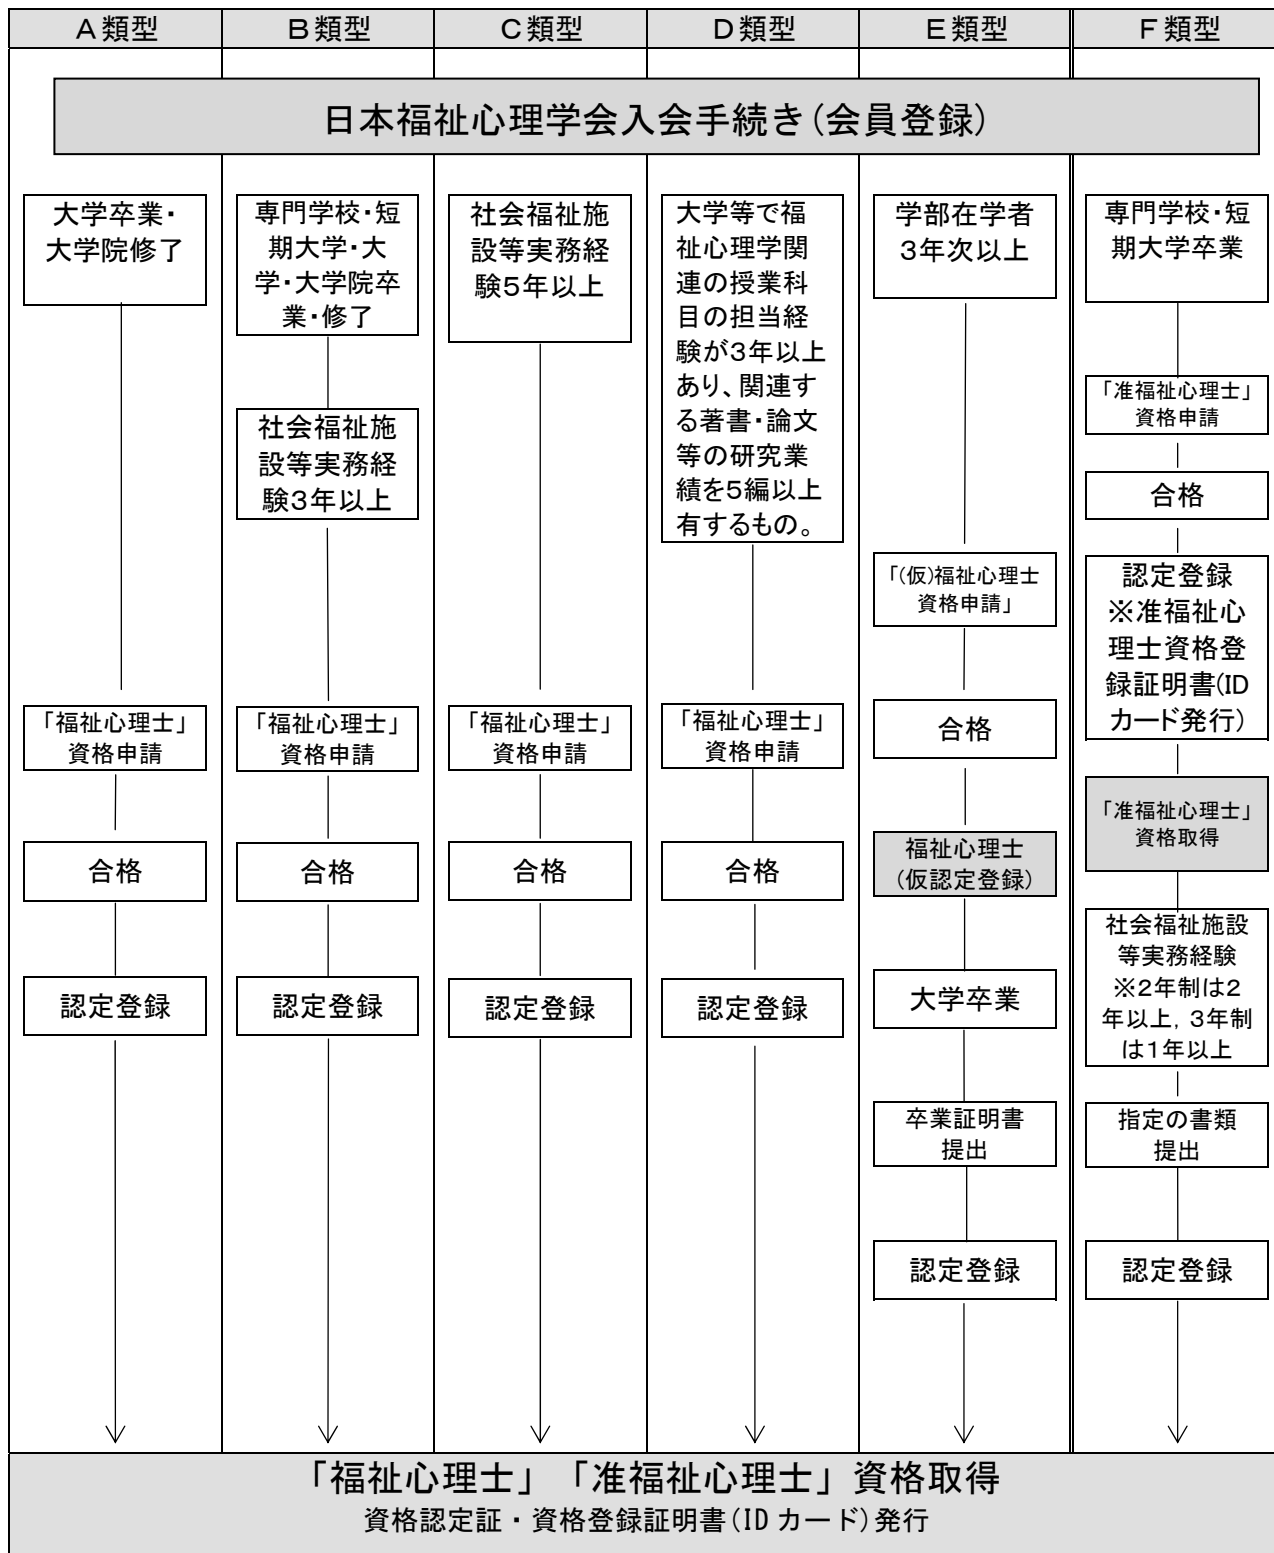 A類型
B類型
C類型
D類型
E類型
F類型
日本福祉心理学会入会手続き(会員登録)
大学卒業・
大学院修了
「福祉心理士」
資格申請
合格
認定登録
専門学校・短
期大学・大
学・大学院卒
業・修了
社会福祉施
設等実務経
験3年以上
「福祉心理士」
資格申請
合格
認定登録
社会福祉施
設等実務経
験5年以上
「福祉心理士」
資格申請
合格
認定登録
大学等で福
祉心理学関
連の授業科
目の担当経
験が3年以上
あり、関連す
る著書・論文
等の研究業
績を5編以上
有するもの。
「福祉心理士」
資格申請
合格
認定登録
学部在学者
3年次以上
「(仮)福祉心理士
資格申請」
合格
福祉心理士
(仮認定登録)
大学卒業
卒業証明書
提出
認定登録
専門学校・短
期大学卒業
「准福祉心理士」
資格申請
合格
認定登録
※准福祉心
理士資格登
録証明書(ID
カード発行)
「准福祉心理士」
資格取得
社会福祉施設
等実務経験
※2年制は2
年以上, 3年制
は1年以上
指定の書類
提出
認定登録
「福祉心理士」「准福祉心理士」資格取得
資格認定証・資格登録証明書(IDカード)発行